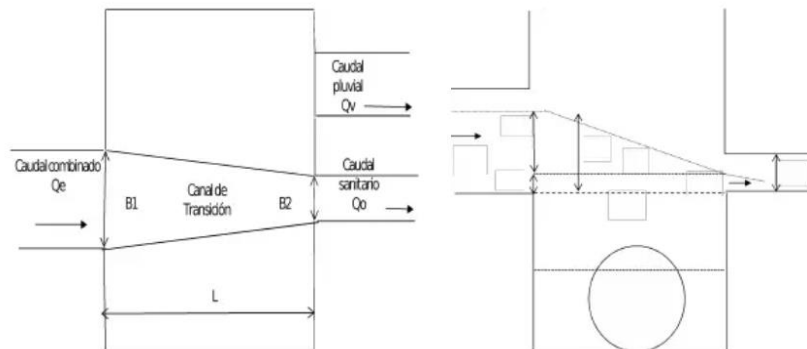 Caudal
pluvial
Qv
Caudal combinado
Qe
B1
Canal de
Transición
B2
Caudal
sanitario
Qo
L